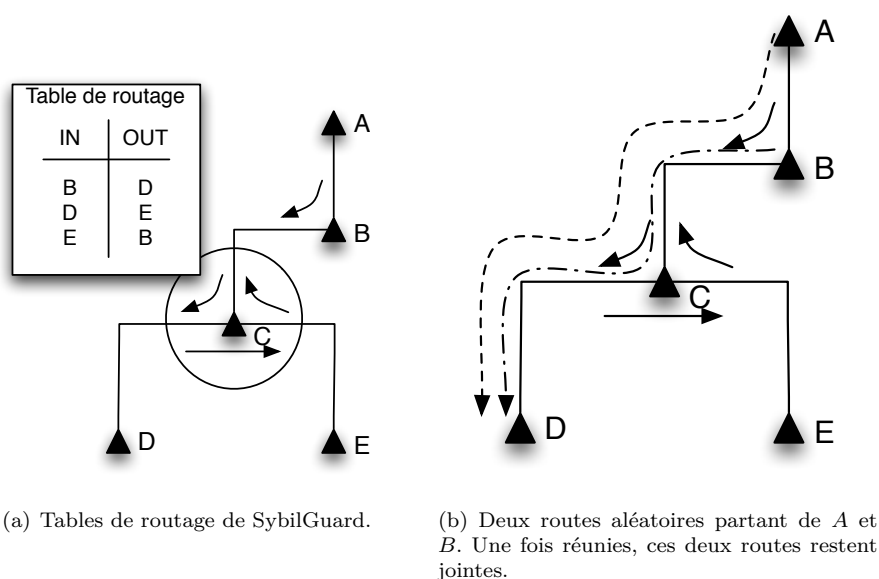 Table de routage
IN OUT
B D
D E
E B
A
B
C
D
E
A
B
C
D
E
(a) Tables de routage de SybilGuard.
(b) Deux routes aléatoires partant de A et
B. Une fois réunies, ces deux routes restent
jointes.